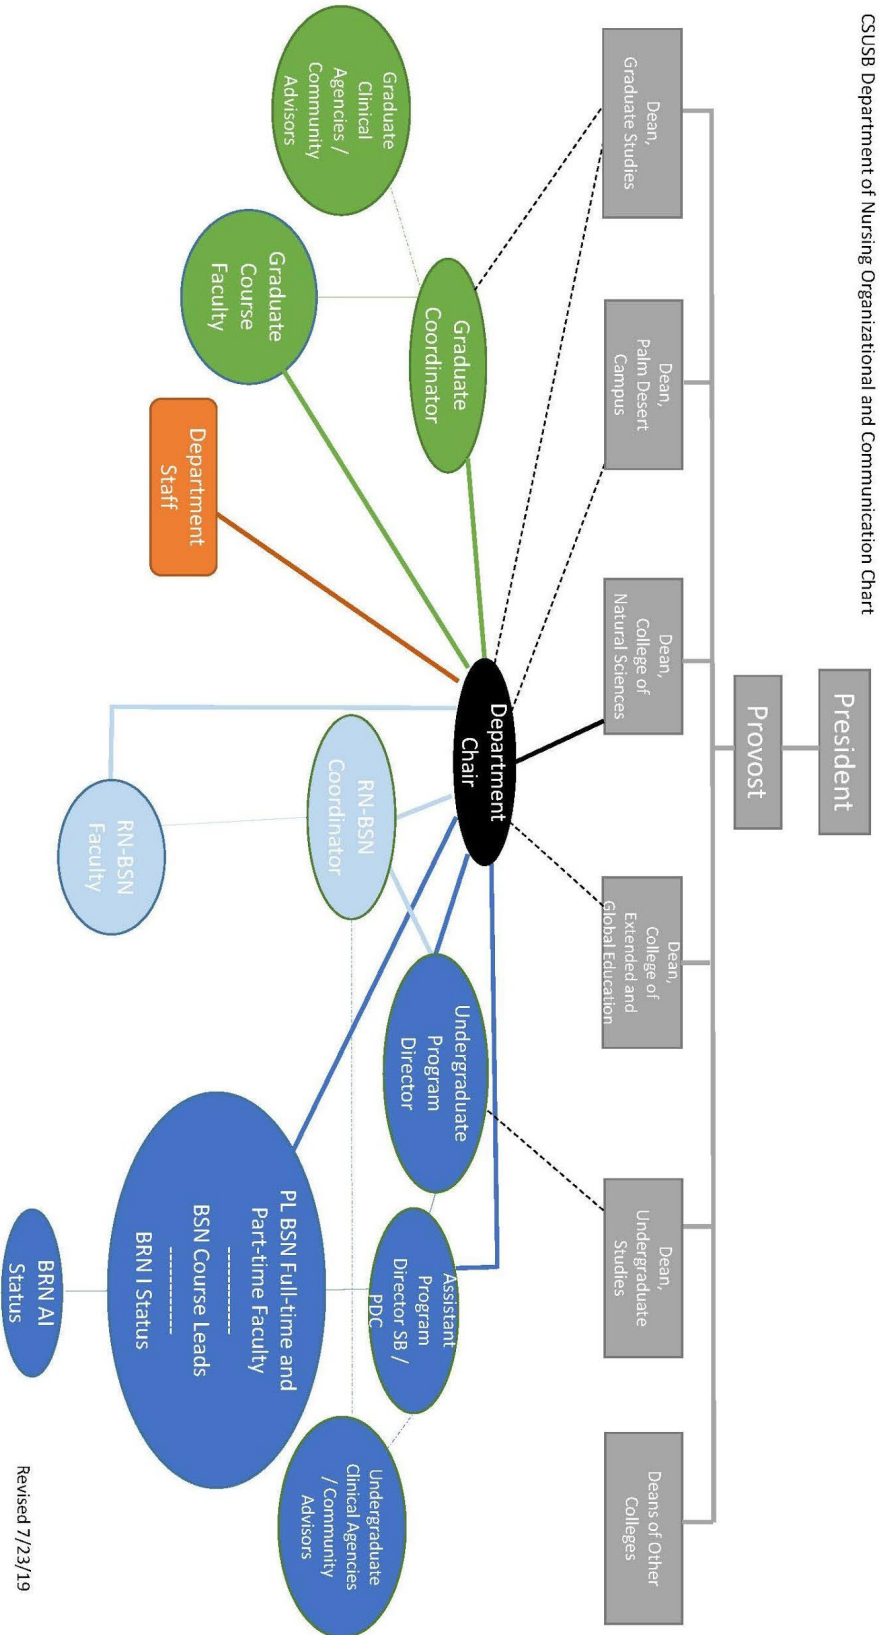 CSUSB Department of Nursing Organizational and Communication Chart
President
Provost
Dean,
Graduate Studies
Dean,
Palm Desert
Campus
Dean,
College of
Natural Sciences
Dean,
College of
Extended and
Global Education
Dean,
Undergraduate
Studies
Deans of Other
Colleges
Department
Chair
Graduate
Coordinator
Graduate
Clinical
Agencies /
Community
Advisors
Graduate
Course
Faculty
Department
Staff
RN-BSN
Coordinator
RN-BSN
Faculty
Undergraduate
Program
Director
Assistant
Program
Director SB /
PDC
Undergraduate
Clinical Agencies
/ Community
Advisors
PL BSN Full-time and
Part-time Faculty
------------
BSN Course Leads
------------
BRN I Status
BRN AI
Status
Revised 7/23/19